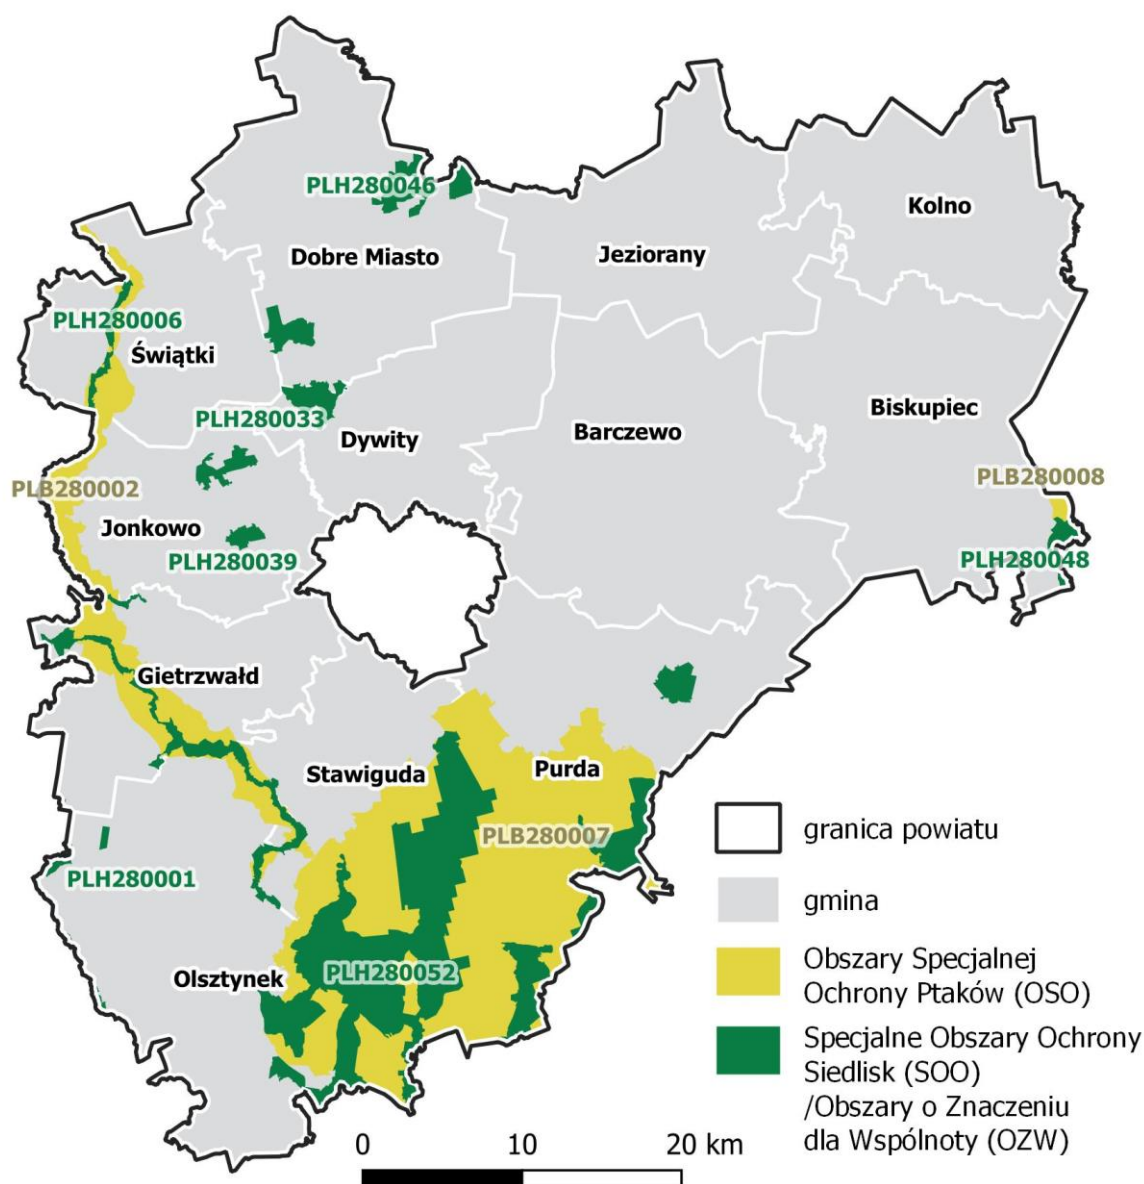 PLH280046
Kolno
Dobre Miasto
Jeziorany
PLH280006
Świątki
PLH280033
Dywity
Barczewo
Biskupiec
PLB280002
PLB280008
Jonkowo
PLH280039
PLH280048
Gietrzwałd
Stawiguda
Purda
PLB280007
PLH280001
Olsztynek
PLH280052
granica powiatu
gmina
Obszary Specjalnej
Ochrony Ptaków (OSO)
Specjalne Obszary Ochrony
Siedlisk (SOO)
/Obszary o Znaczeniu
dla Wspólnoty (OZW)
0 10 20 km